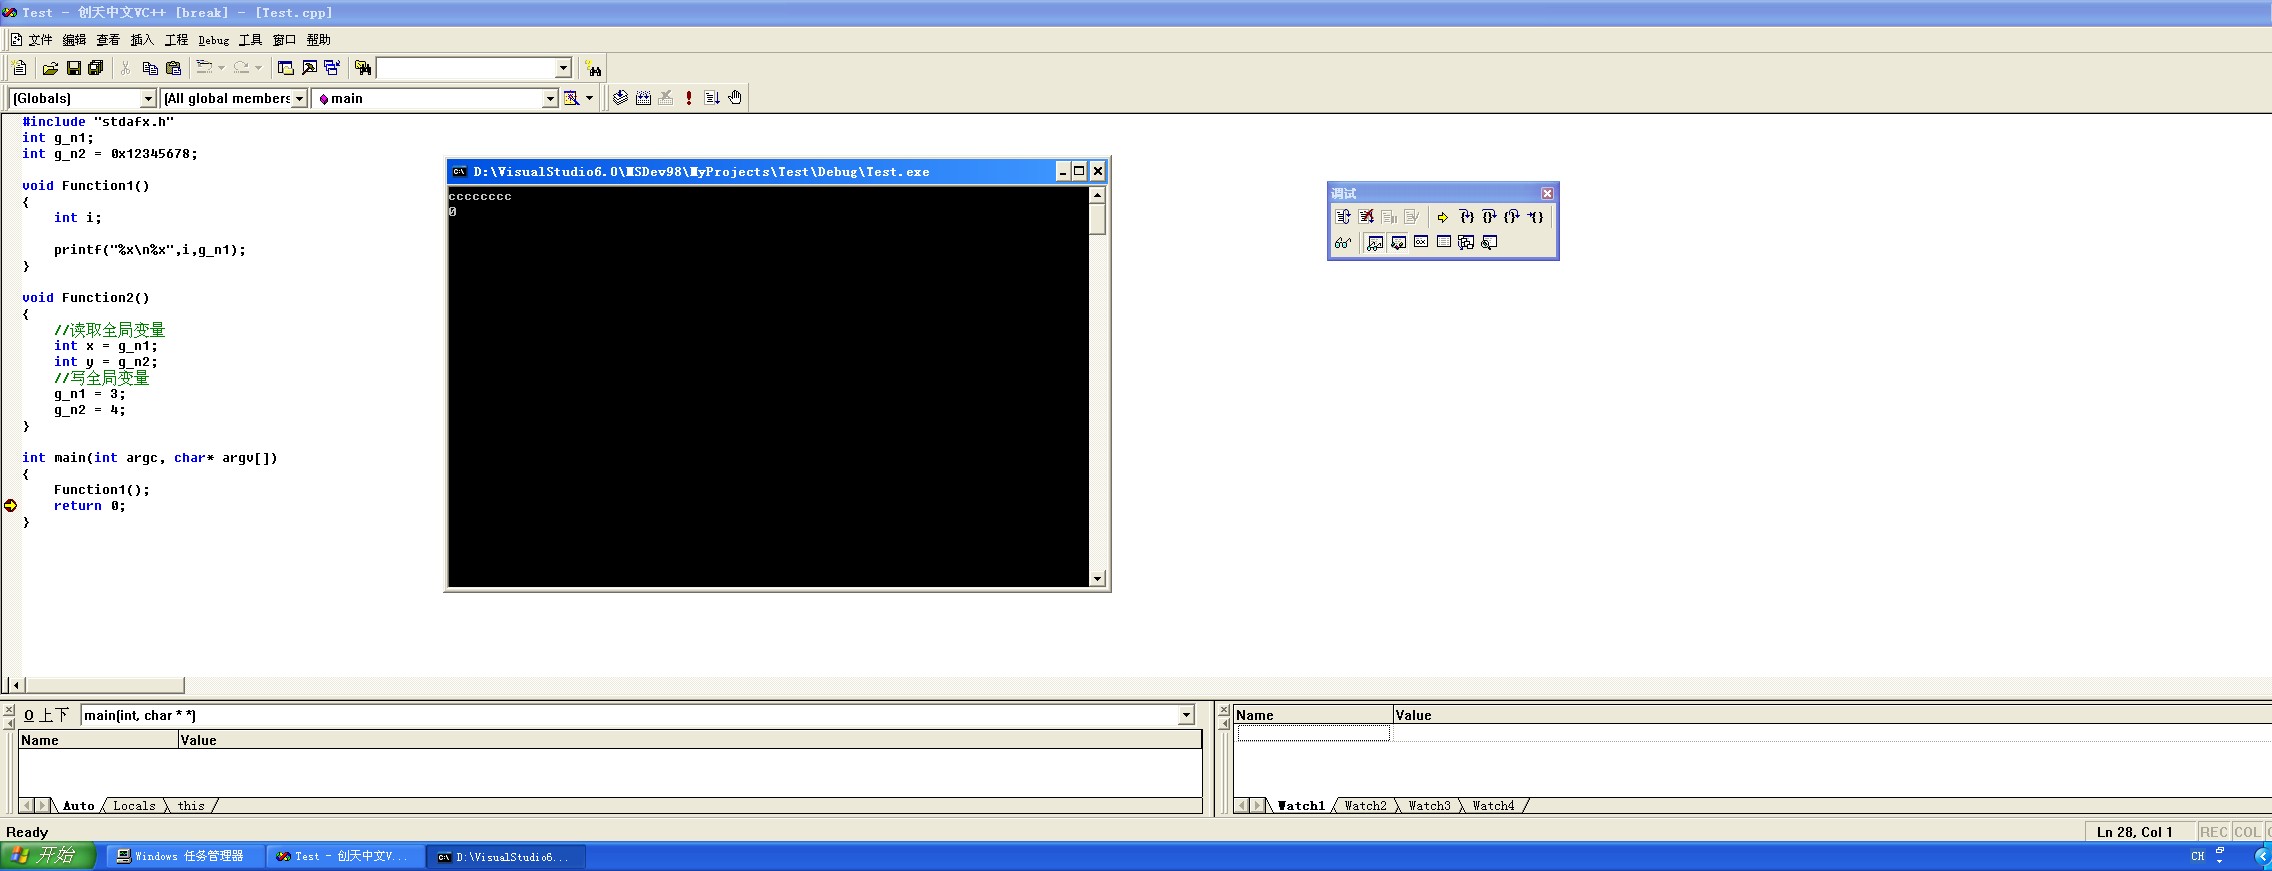 Test - 创天中文VC++ [break] - [Test.cpp]
文件 编辑 查看 插入 工程 Debug 工具 窗口 帮助
(Globals) (All global members main
#include "stdafx.h"
int g_n1;
int g_n2 = 0x12345678;
void Function1()
{
int i;
printf("%x\n%x",i,g_n1);
}
void Function2()
{
//读取全局变量
int x = g_n1;
int y = g_n2;
//写全局变量
g_n1 = 3;
g_n2 = 4;
}
int main(int argc, char* argv[])
{
Function1();
return 0;
}
D:\VisualStudio6.0\MSDev98\MyProjects\Test\Debug\Test.exe
cccccccc
0
调试
O 上下 main(int, char * *)
Name Value
Auto Locals this
Name Value
Watch1 Watch2 Watch3 Watch4
Ready
Ln 28, Col 1 REC COL
开始 Windows 任务管理器 Test - 创天中文V... D:\VisualStudio6...
CH